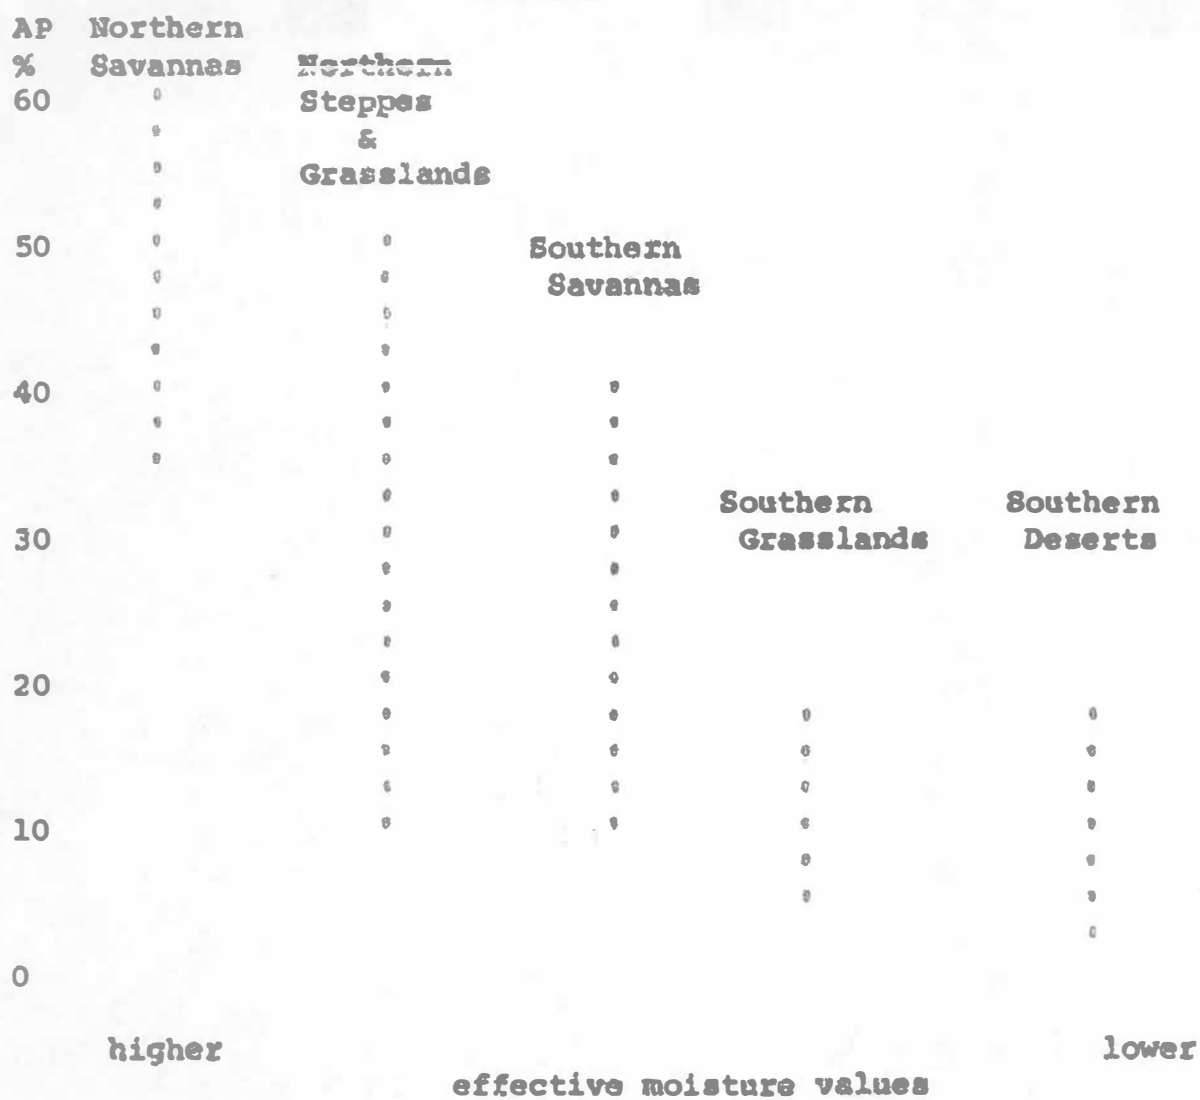 AP Northern
% Savannas Northern
60 Steppes
&
Grasslands
50 Southern
Savannas
40
Southern Southern
30 Grasslands Deserts
20
10
0
higher lower
effective moisture values